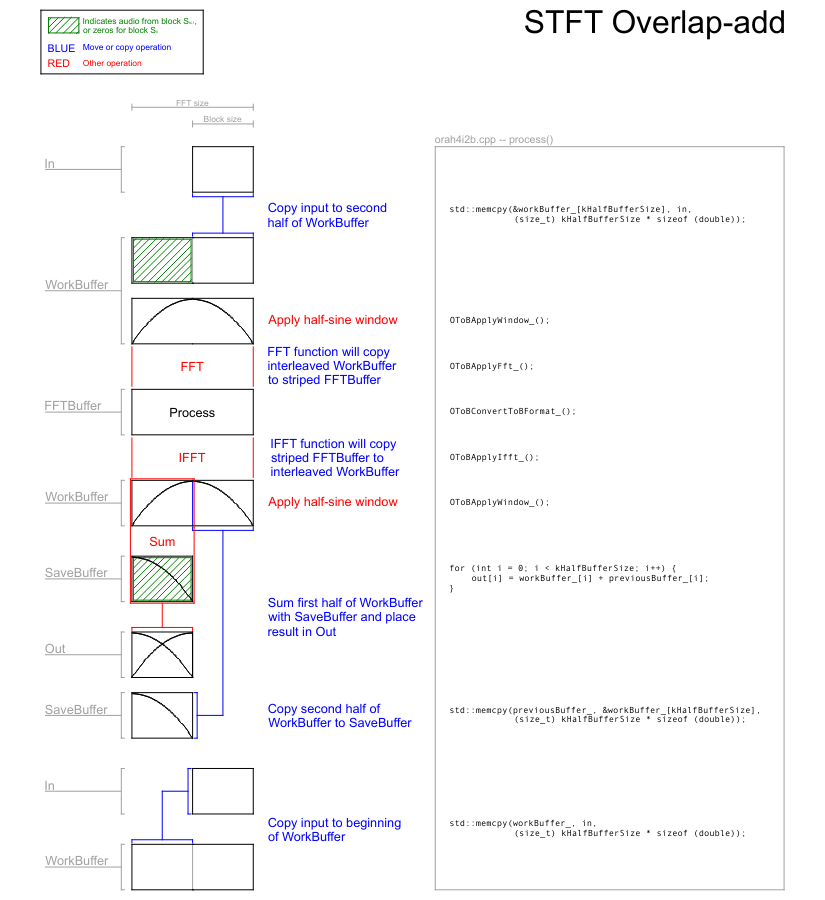 STFT Overlap-add
Indicates audio from block Sₙ₋₁,
or zeros for block S₀
BLUE Move or copy operation
RED Other operation
FFT size
Block size
orah4i2b.cpp -- process()
In
Copy input to second
half of WorkBuffer
std::memcpy(&workBuffer_[kHalfBufferSize], in,
(size_t) kHalfBufferSize * sizeof (double));
WorkBuffer
Apply half-sine window
OToBApplyWindow_();
FFT
FFT function will copy
interleaved WorkBuffer
to striped FFTBuffer
OToBApplyFft_();
FFTBuffer
Process
OToBConvertToBFormat_();
IFFT
IFFT function will copy
striped FFTBuffer to
interleaved WorkBuffer
OToBApplyIfft_();
WorkBuffer
Apply half-sine window
OToBApplyWindow_();
Sum
SaveBuffer
for (int i = 0; i < kHalfBufferSize; i++) {
out[i] = workBuffer_[i] + previousBuffer_[i];
}
Sum first half of WorkBuffer
with SaveBuffer and place
result in Out
Out
SaveBuffer
Copy second half of
WorkBuffer to SaveBuffer
std::memcpy(previousBuffer_, &workBuffer_[kHalfBufferSize],
(size_t) kHalfBufferSize * sizeof (double));
In
Copy input to beginning
of WorkBuffer
std::memcpy(workBuffer_, in,
(size_t) kHalfBufferSize * sizeof (double));
WorkBuffer